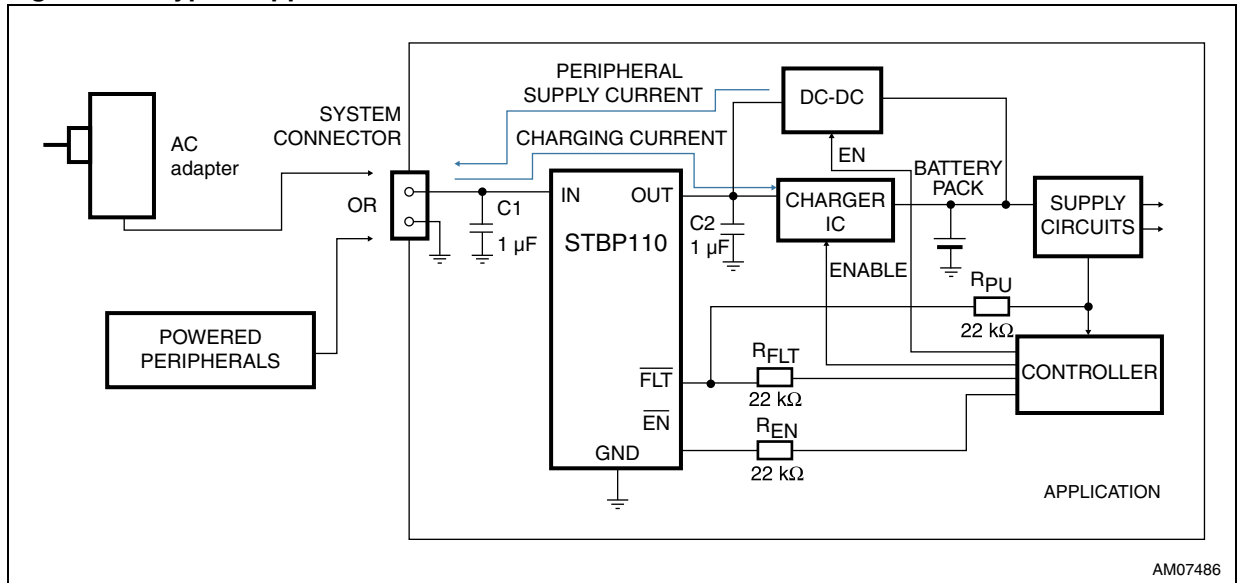 PERIPHERAL
SUPPLY CURRENT
DC-DC
SYSTEM
CONNECTOR
CHARGING CURRENT
AC
adapter
EN
BATTERY
PACK
OR
C1
1 µF
IN
OUT
STBP110
C2
1 µF
CHARGER
IC
SUPPLY
CIRCUITS
ENABLE
RPU
22 kΩ
POWERED
PERIPHERALS
FLT
RFLT
22 kΩ
CONTROLLER
EN
REN
22 kΩ
GND
APPLICATION
AM07486